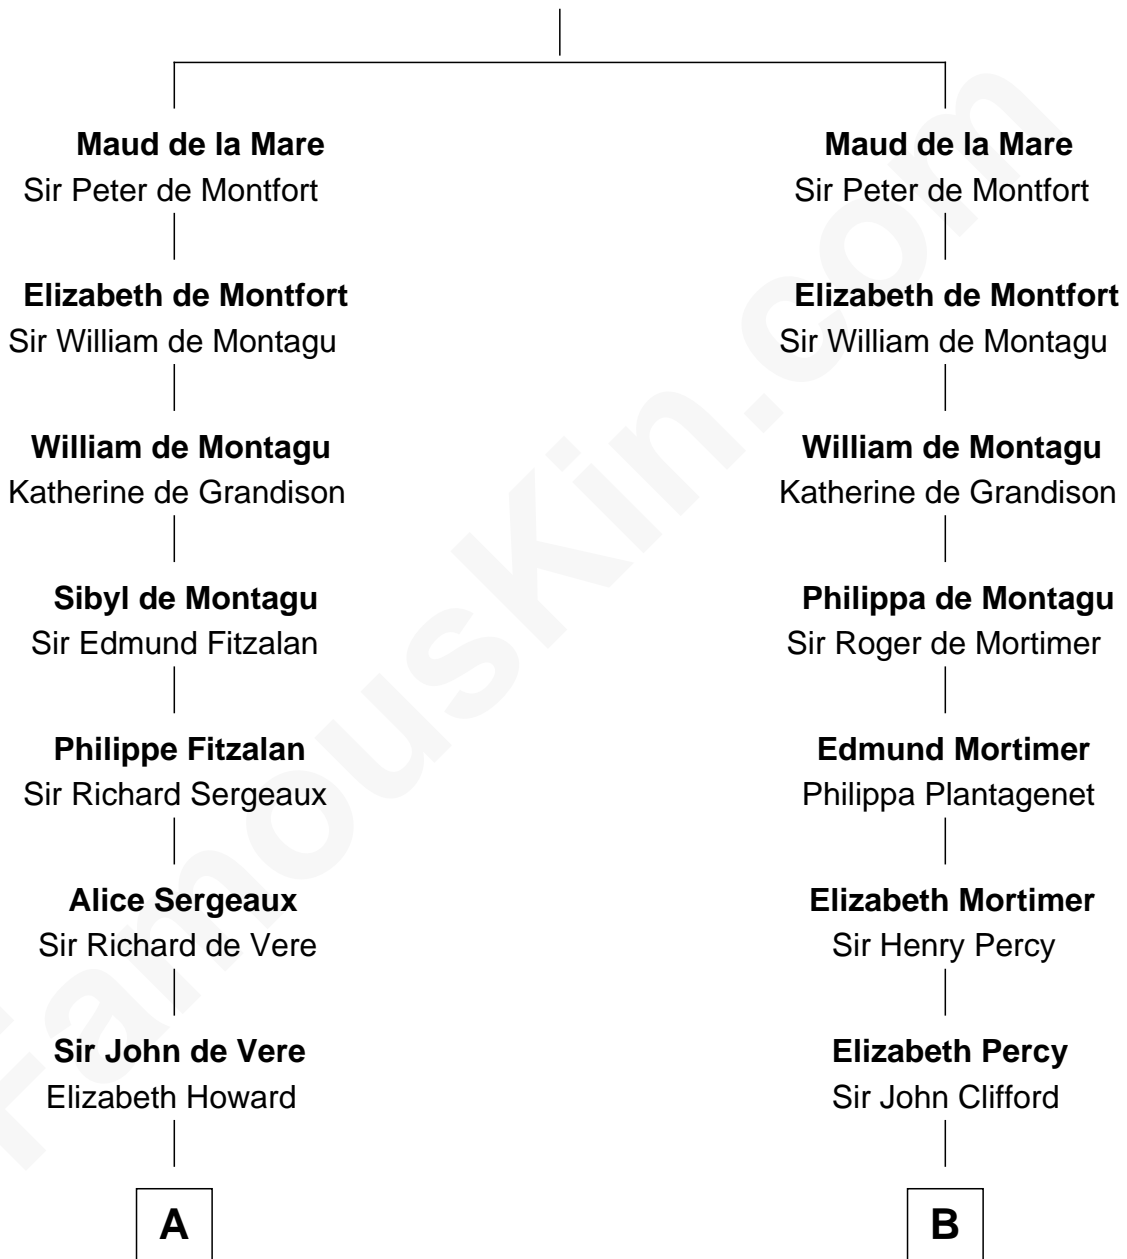 Maud de la Mare
Sir Peter de Montfort
Elizabeth de Montfort
Sir William de Montagu
William de Montagu
Katherine de Grandison
Sibyl de Montagu
Sir Edmund Fitzalan
Philippe Fitzalan
Sir Richard Sergeaux
Alice Sergeaux
Sir Richard de Vere
Sir John de Vere
Elizabeth Howard
A
Maud de la Mare
Sir Peter de Montfort
Elizabeth de Montfort
Sir William de Montagu
William de Montagu
Katherine de Grandison
Philippa de Montagu
Sir Roger de Mortimer
Edmund Mortimer
Philippa Plantagenet
Elizabeth Mortimer
Sir Henry Percy
Elizabeth Percy
Sir John Clifford
B
FamousKin.com